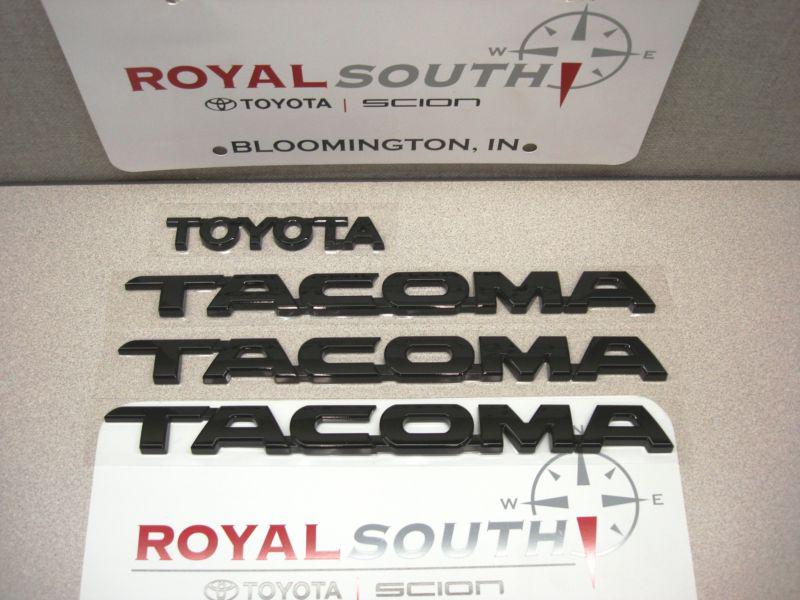 W E
ROYAL SOUTH
TOYOTA | SCION
BLOOMINGTON, IN
TOYOTA
TACOMA
TACOMA
TACOMA
N
W E
ROYAL SOUTH
TOYOTA | SCION